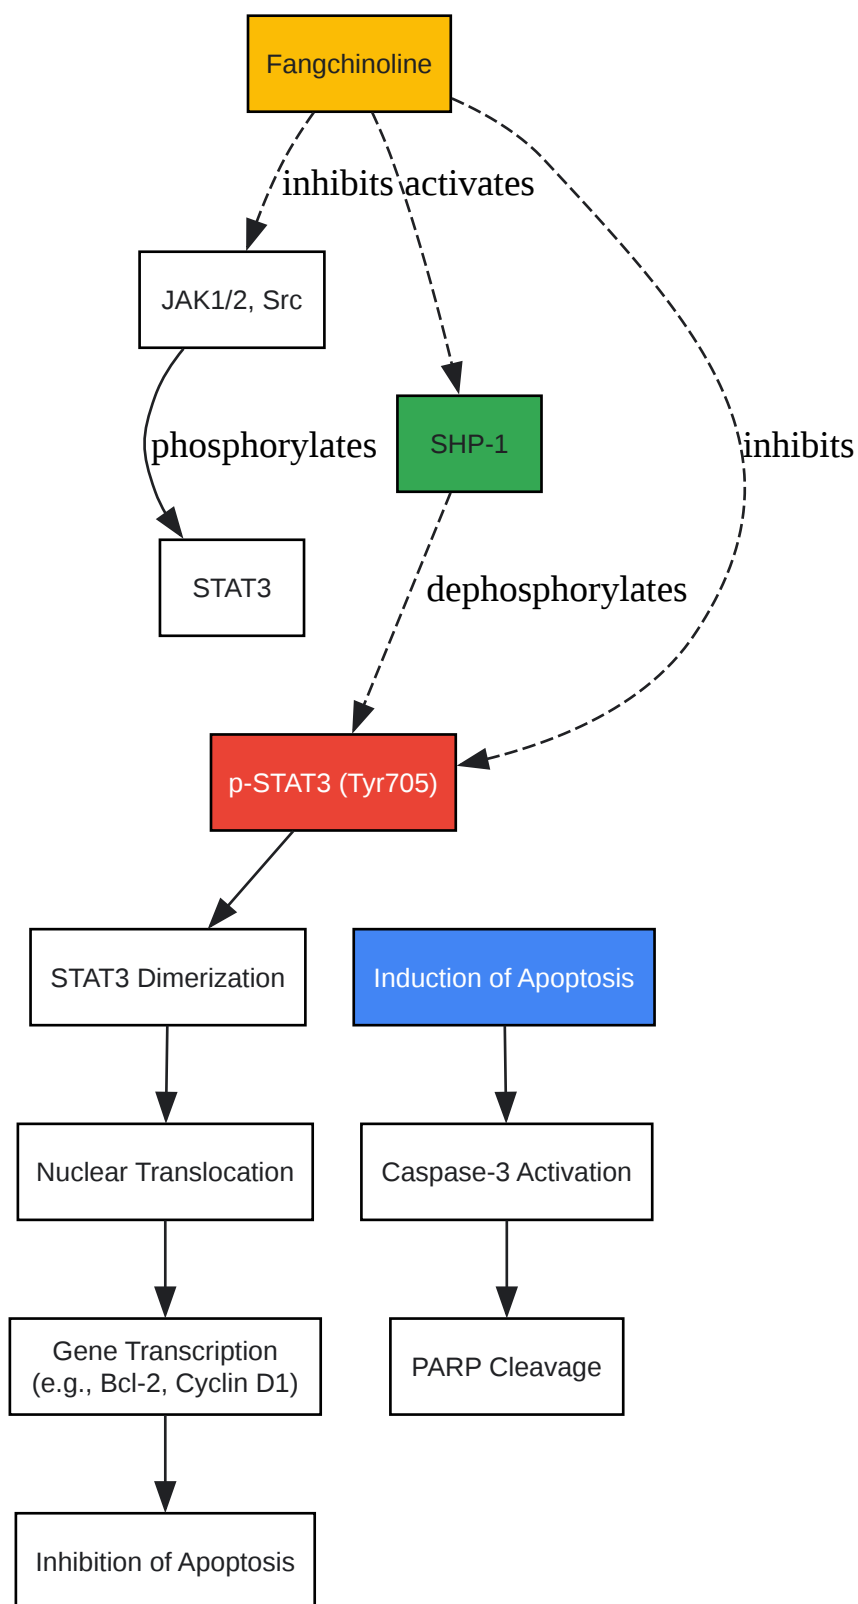 Fangchinoline
inhibits
activates
JAK1/2, Src
phosphorylates
SHP-1
inhibits
STAT3
dephosphorylates
p-STAT3 (Tyr705)
STAT3 Dimerization
Induction of Apoptosis
Nuclear Translocation
Caspase-3 Activation
Gene Transcription
(e.g., Bcl-2, Cyclin D1)
PARP Cleavage
Inhibition of Apoptosis